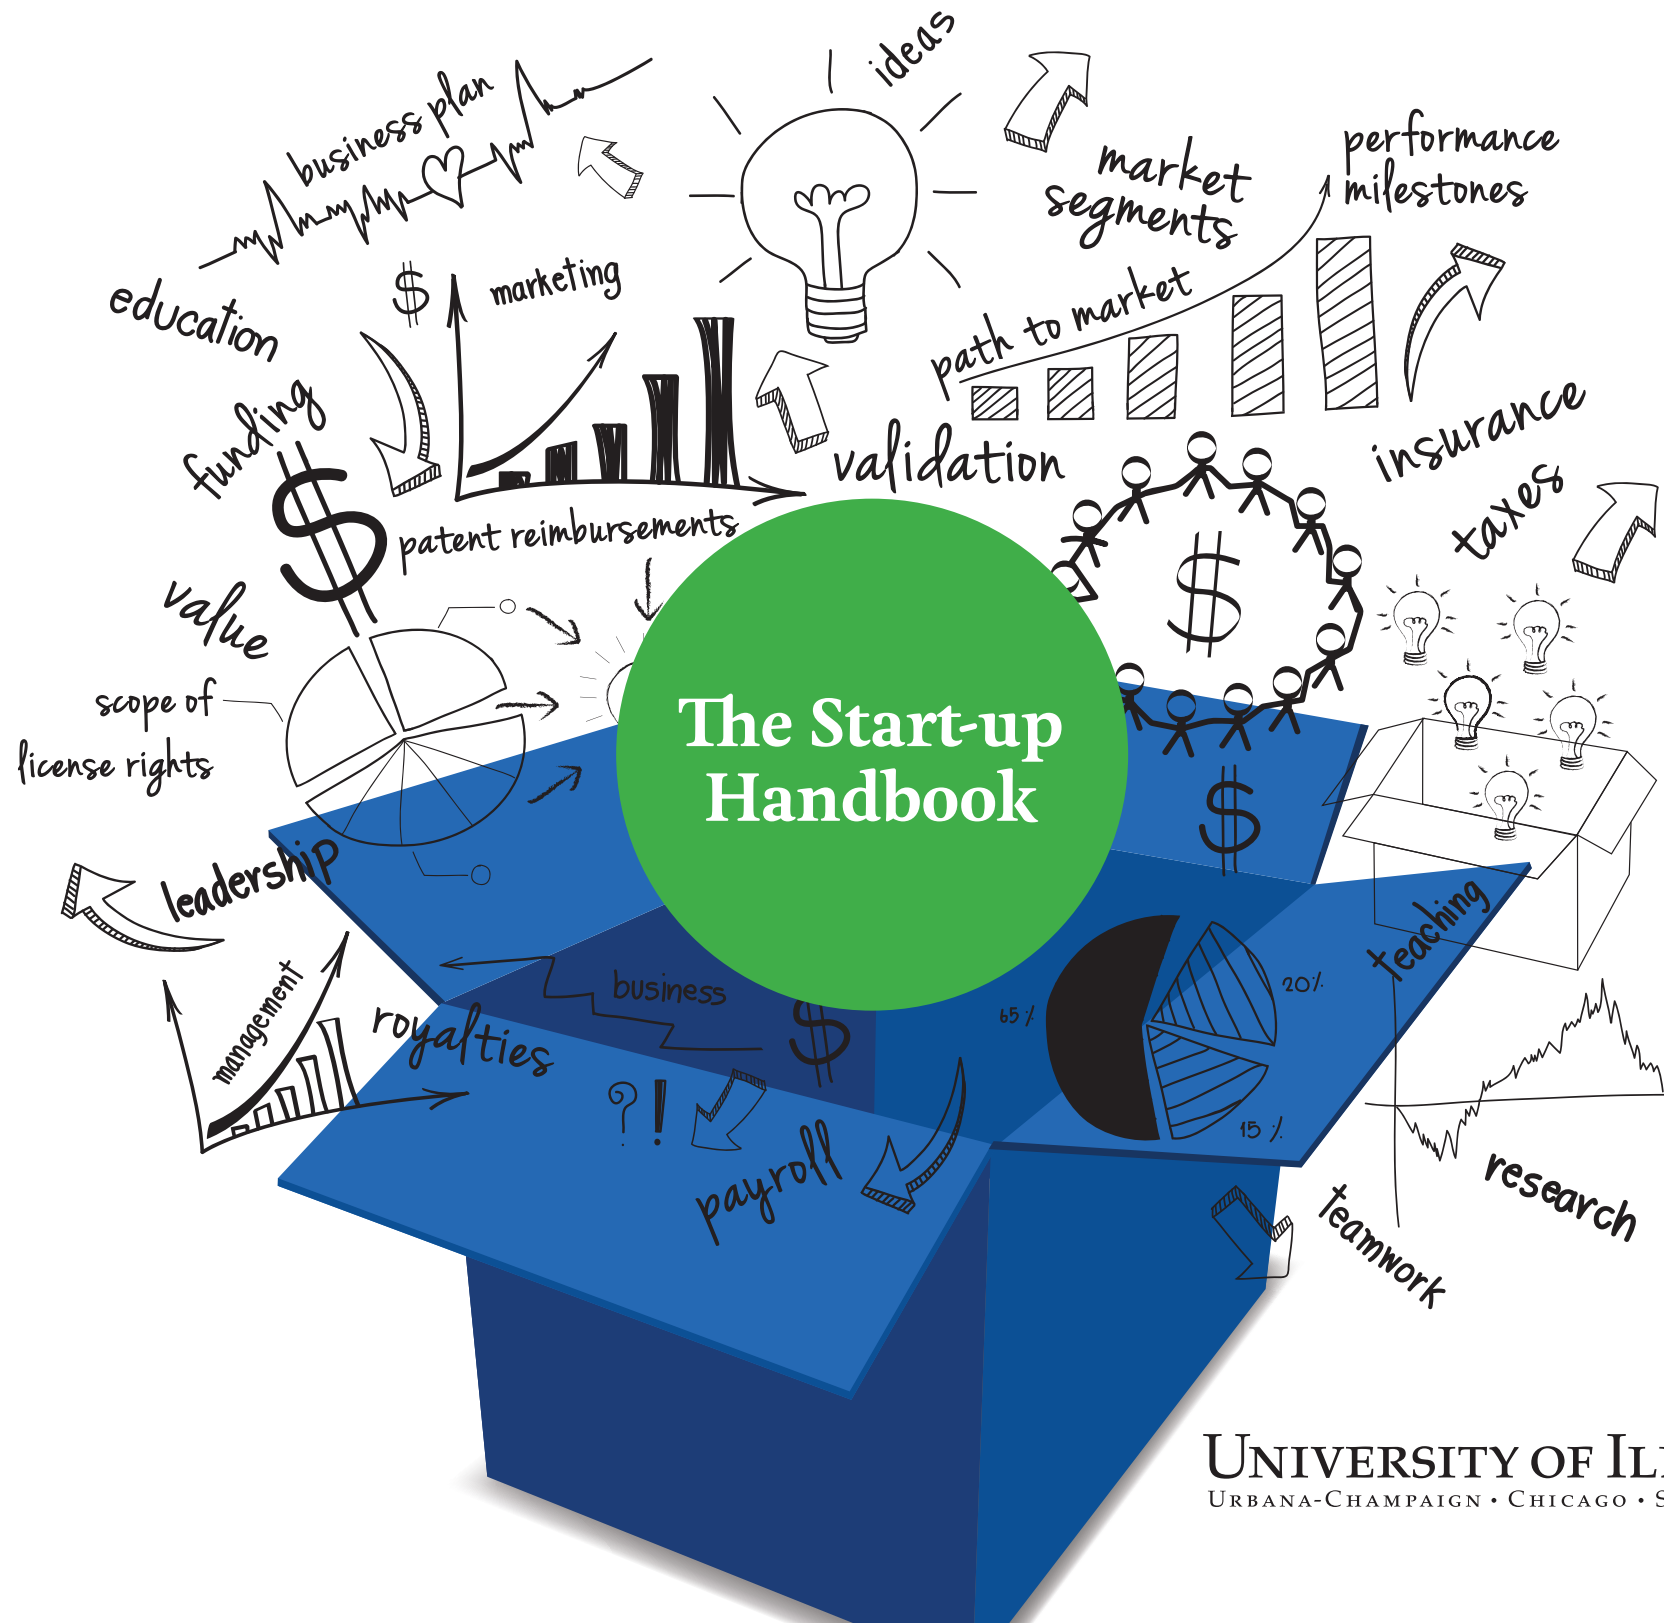 ideas
business plan
performance
milestones
market
segments
marketing
$
education
path to market
funding
validation
insurance
taxes
$
patent reimbursements
$
value
scope of
license rights
The Start-up
Handbook
$
leadership
teaching
management
business
royalties
$
65%
20%
15%
?!
payroll
research
teamwork
UNIVERSITY OF
URBANA-CHAMPAIGN • CHICAGO •